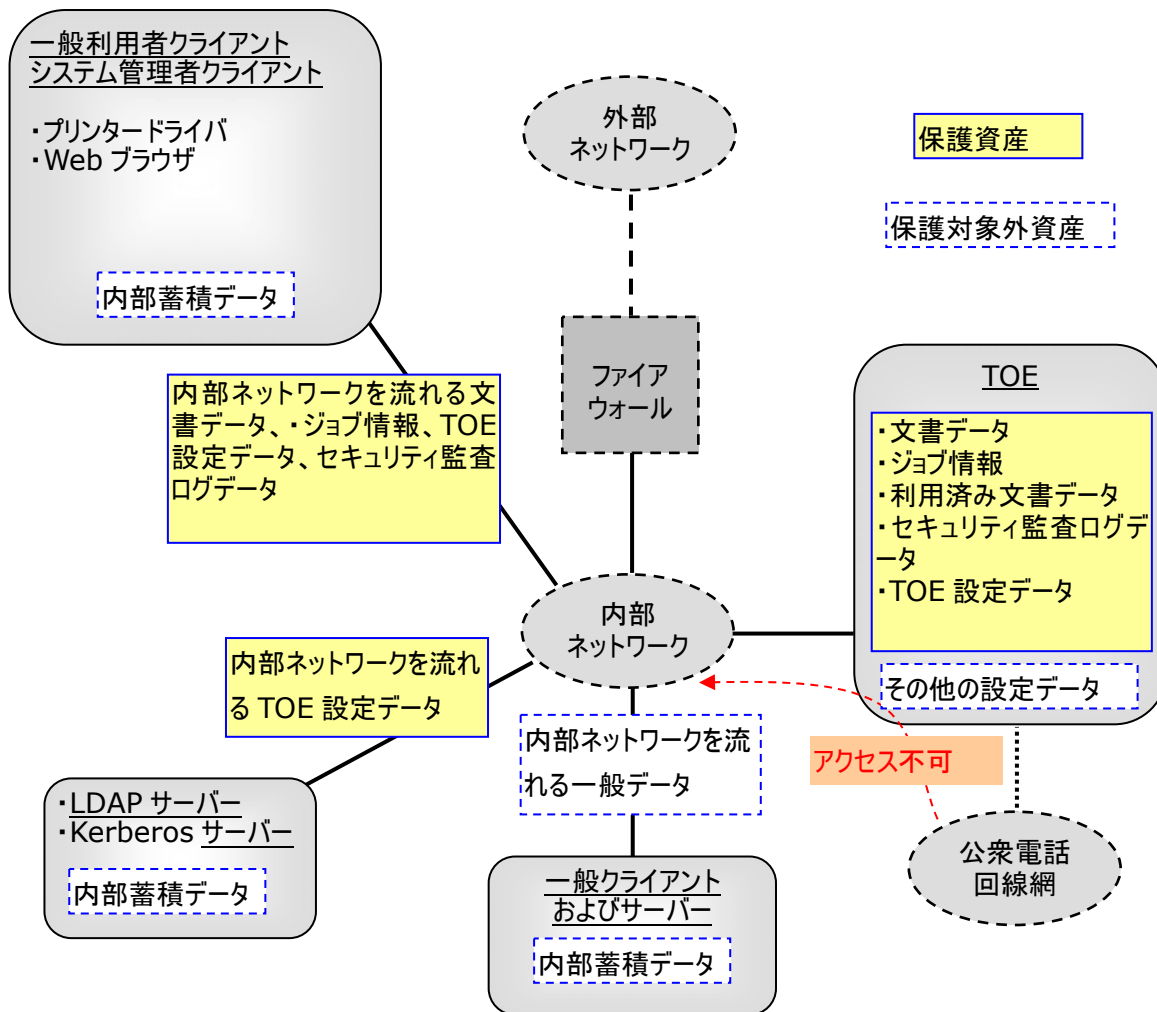 一般利用者クライアント
システム管理者クライアント
・プリンタードライバ
・Web ブラウザ
内部蓄積データ
外部
ネットワーク
保護資産
保護対象外資産
ファイア
ウォール
内部ネットワークを流れる文
書データ、・ジョブ情報、TOE
設定データ、セキュリティ監査
ログデータ
TOE
・文書データ
・ジョブ情報
・利用済み文書データ
・セキュリティ監査ログデ
ータ
・TOE 設定データ
その他の設定データ
内部
ネットワーク
内部ネットワークを流れ
る TOE 設定データ
内部ネットワークを流
れる一般データ
アクセス不可
・LDAP サーバー
・Kerberos サーバー
内部蓄積データ
一般クライアント
およびサーバー
内部蓄積データ
公衆電話
回線網